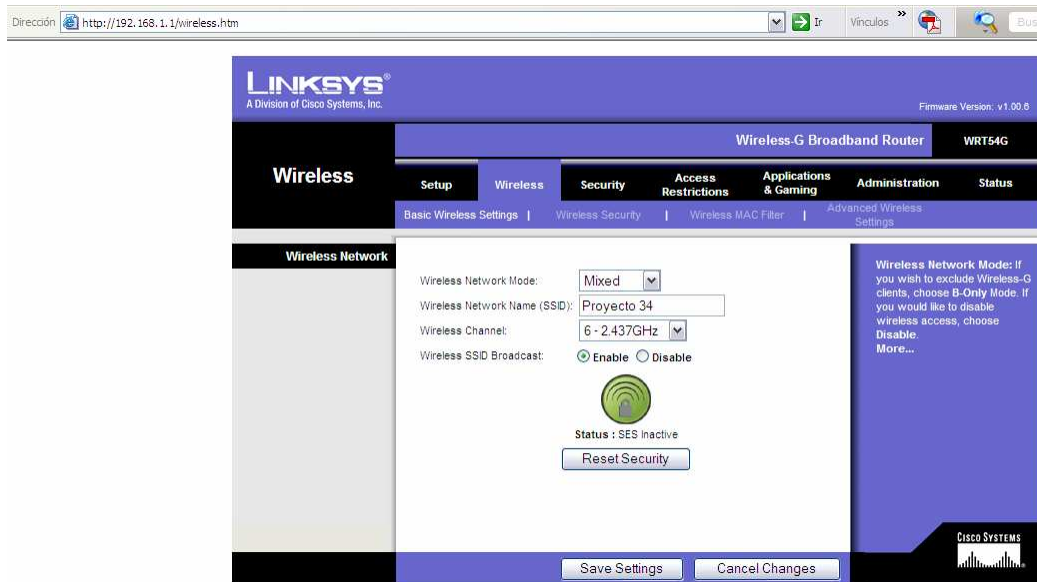 Dirección http://192.168.1.1/wireless.htm Ir Vínculos » Bus
LINKSYS®
A Division of Cisco Systems, Inc.
Firmware Version: v1.00.6
Wireless-G Broadband Router WRT54G
Wireless
Setup Wireless Security Access Restrictions Applications & Gaming Administration Status
Basic Wireless Settings | Wireless Security | Wireless MAC Filter | Advanced Wireless Settings
Wireless Network
Wireless Network Mode: Mixed
Wireless Network Name (SSID): Proyecto 34
Wireless Channel: 6 - 2.437GHz
Wireless SSID Broadcast: Enable Disable
Status : SES Inactive
Reset Security
Wireless Network Mode: If
you wish to exclude Wireless-G
clients, choose B-Only Mode. If
you would like to disable
wireless access, choose
Disable.
More...
CISCO SYSTEMS
Save Settings Cancel Changes